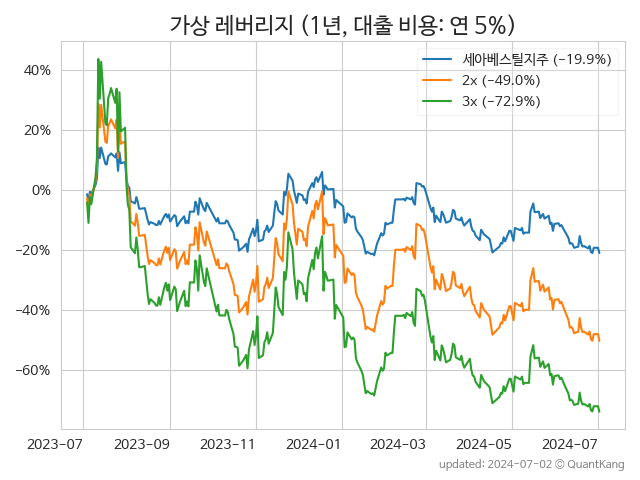 가상 레버리지 (1년, 대출 비용: 연 5%)
세아베스틸지주 (−19.9%)
2x (−49.0%)
3x (−72.9%)
40%
20%
0%
−20%
−40%
−60%
2023−07 2023−09 2023−11 2024−01 2024−03 2024−05 2024−07
updated: 2024-07-02 © QuantKang